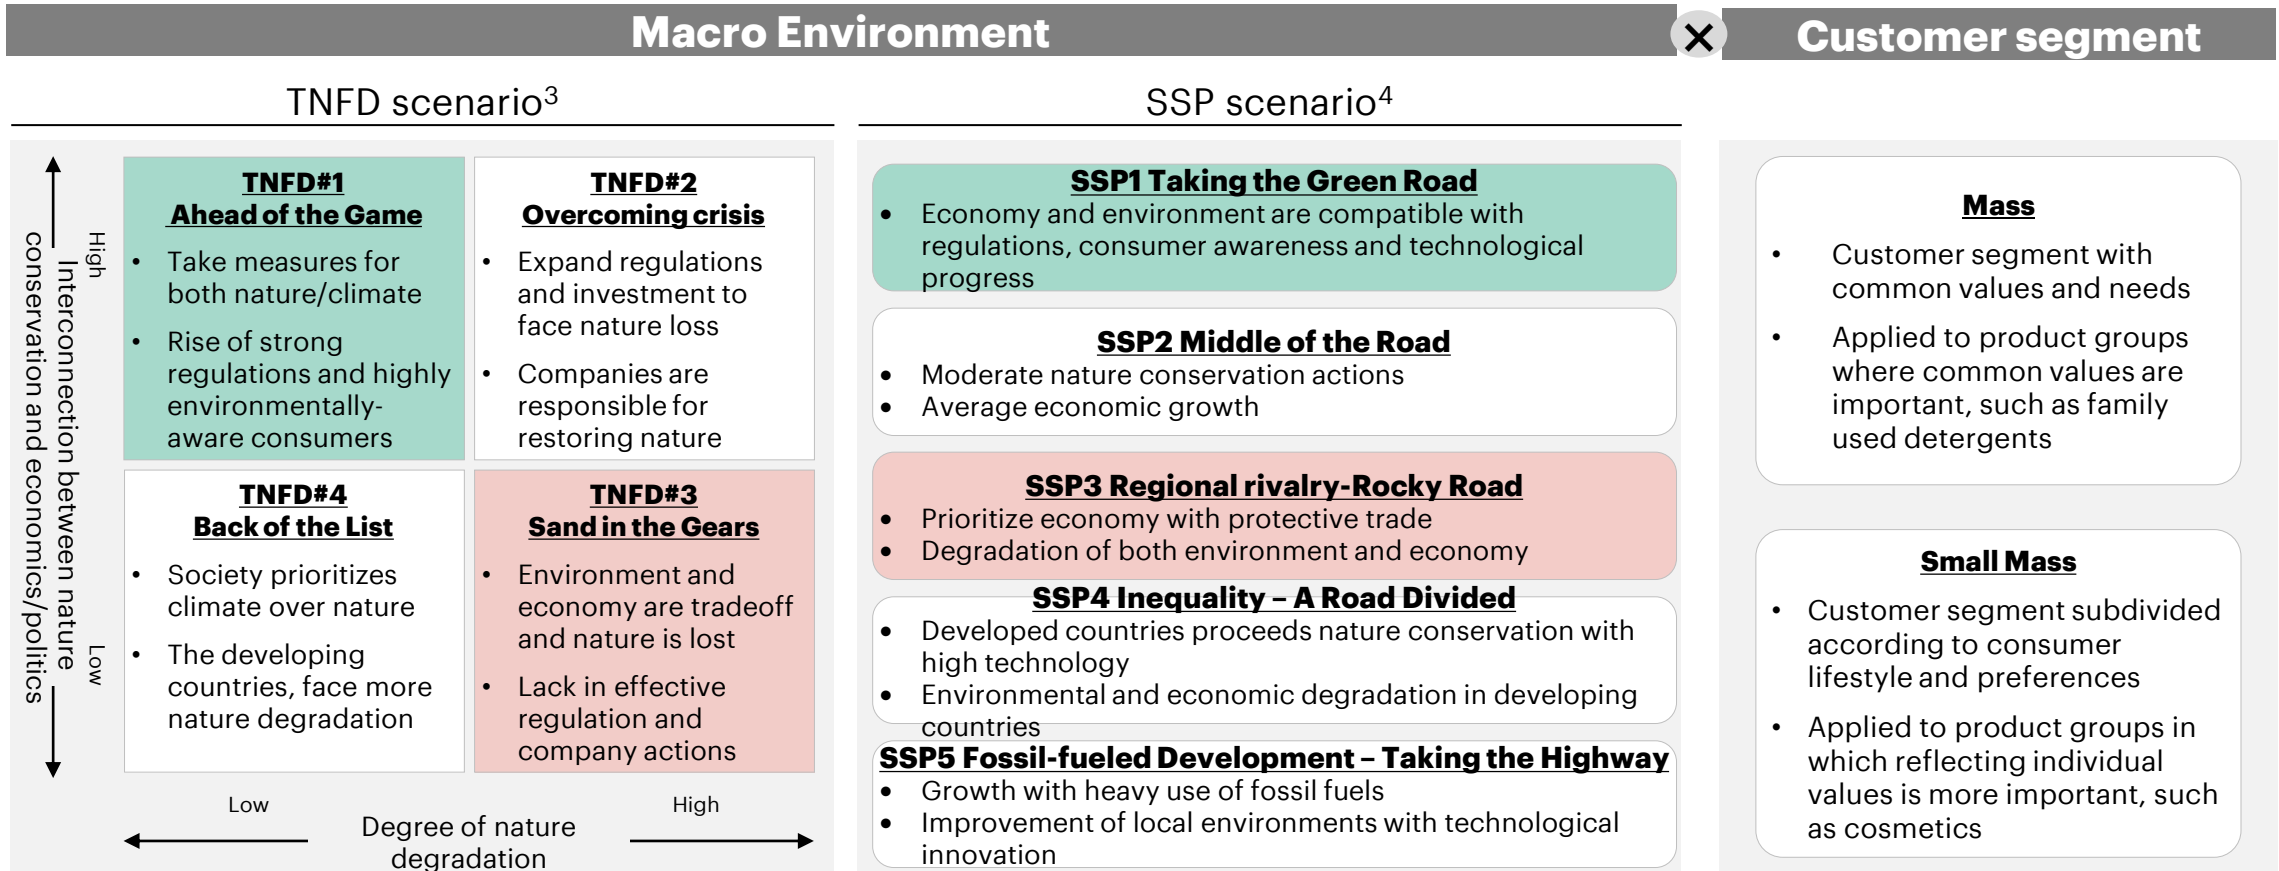 Macro Environment
×
Customer segment
TNFD scenario3
SSP scenario4
High
Low
Interconnection between nature
conservation and economics/politics
TNFD#1
Ahead of the Game
• Take measures for
both nature/climate
• Rise of strong
regulations and highly
environmentally-
aware consumers
TNFD#2
Overcoming crisis
• Expand regulations
and investment to
face nature loss
• Companies are
responsible for
restoring nature
TNFD#4
Back of the List
• Society prioritizes
climate over nature
• The developing
countries, face more
nature degradation
TNFD#3
Sand in the Gears
• Environment and
economy are tradeoff
and nature is lost
• Lack in effective
regulation and
company actions
Low
High
Degree of nature
degradation
SSP1 Taking the Green Road
• Economy and environment are compatible with
regulations, consumer awareness and technological
progress
SSP2 Middle of the Road
• Moderate nature conservation actions
• Average economic growth
SSP3 Regional rivalry-Rocky Road
• Prioritize economy with protective trade
• Degradation of both environment and economy
SSP4 Inequality – A Road Divided
• Developed countries proceeds nature conservation with
high technology
• Environmental and economic degradation in developing
countries
SSP5 Fossil-fueled Development – Taking the Highway
• Growth with heavy use of fossil fuels
• Improvement of local environments with technological
innovation
Mass
• Customer segment with
common values and needs
• Applied to product groups
where common values are
important, such as family
used detergents
Small Mass
• Customer segment subdivided
according to consumer
lifestyle and preferences
• Applied to product groups in
which reflecting individual
values is more important, such
as cosmetics